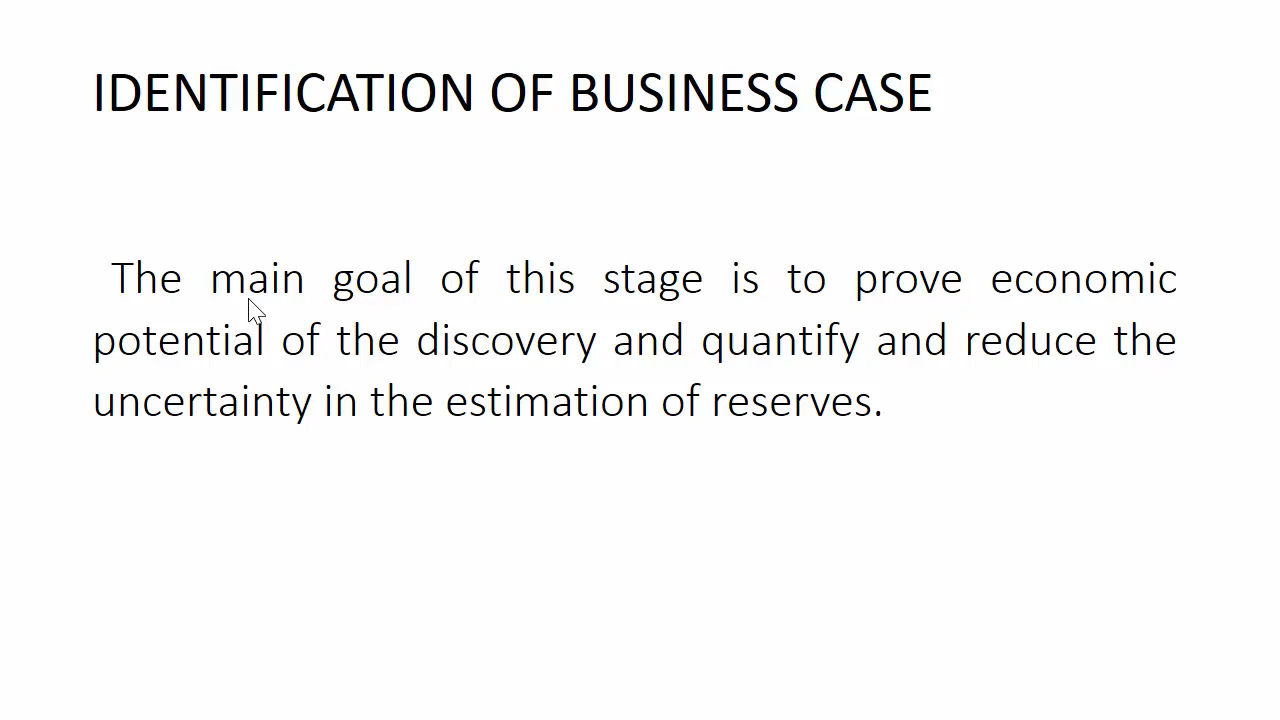 IDENTIFICATION OF BUSINESS CASE
The main goal of this stage is to prove economic
potential of the discovery and quantify and reduce the
uncertainty in the estimation of reserves.